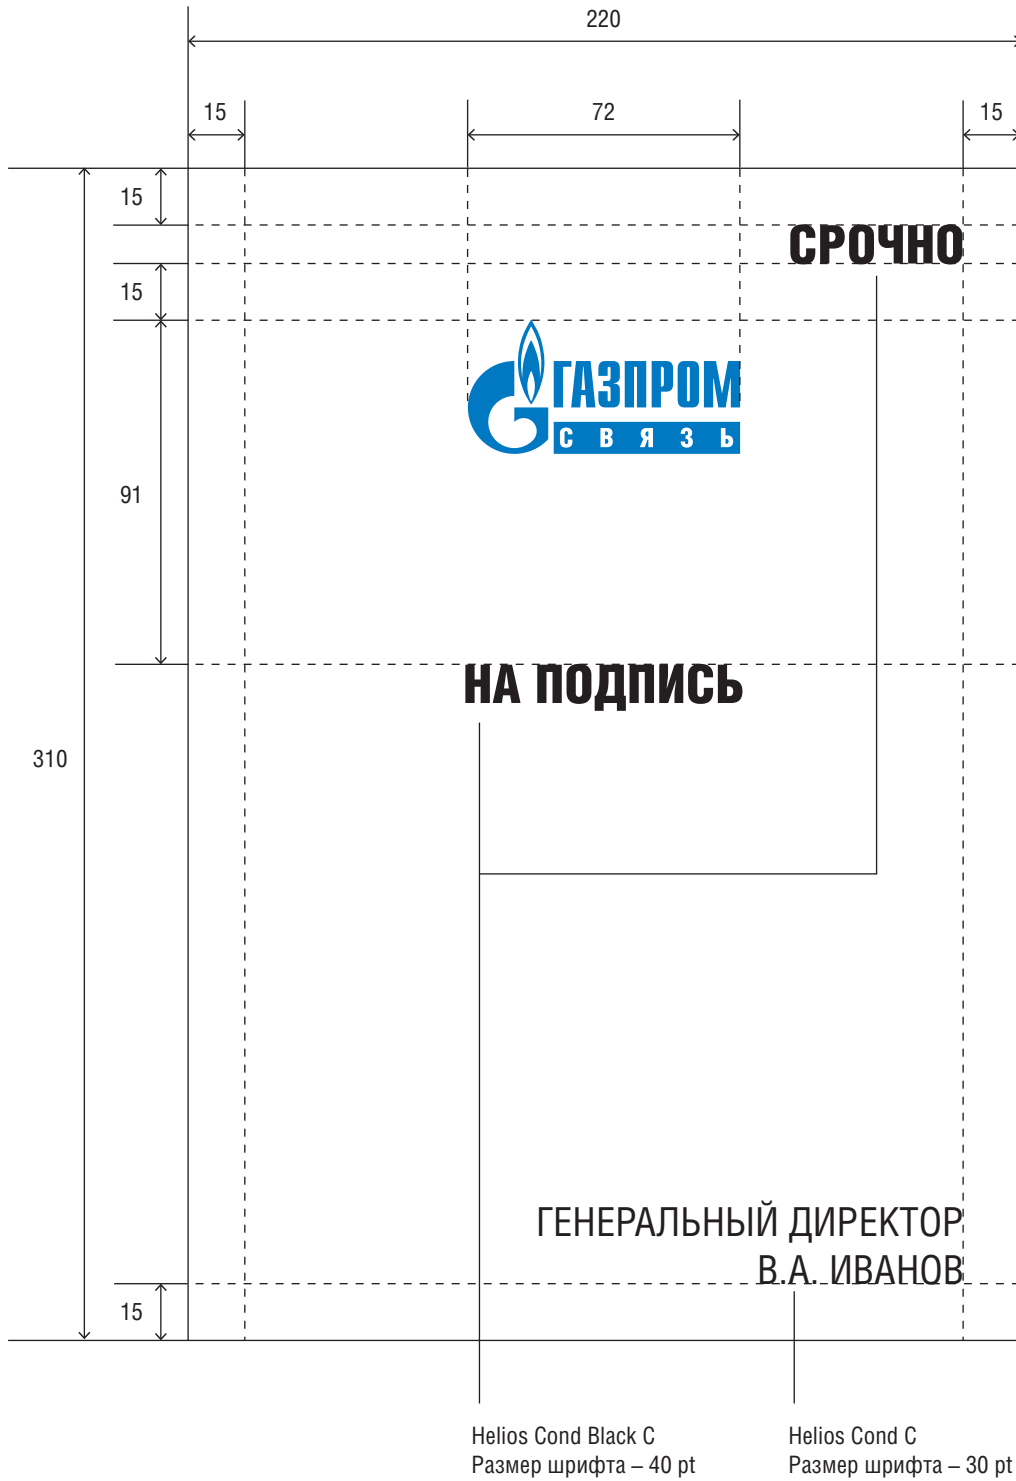 220
15
72
15
15
СРОЧНО
15
ГАЗПРОМ
СВЯЗЬ
91
НА ПОДПИСЬ
310
ГЕНЕРАЛЬНЫЙ ДИРЕКТОР
В.А. ИВАНОВ
15
Helios Cond Black C
Размер шрифта – 40 pt
Helios Cond C
Размер шрифта – 30 pt